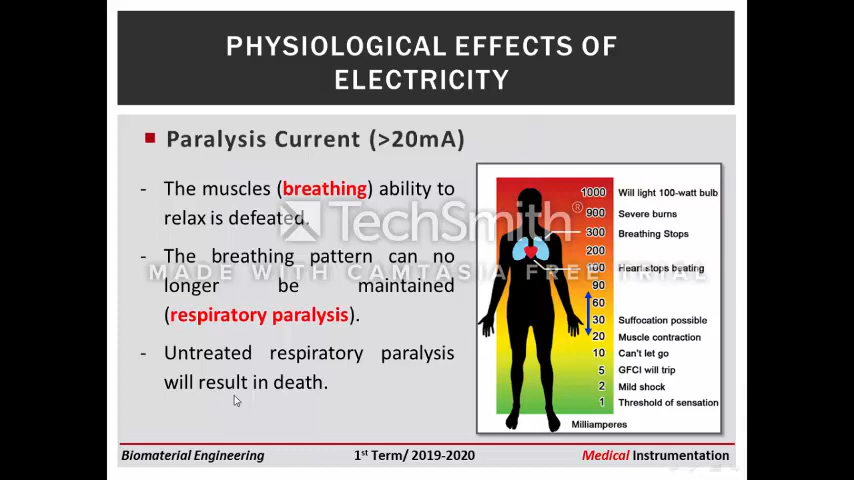 PHYSIOLOGICAL EFFECTS OF
ELECTRICITY
Paralysis Current (>20mA)
- The muscles (breathing) ability to
relax is defeated.
- The breathing pattern can no
longer be maintained
(respiratory paralysis).
- Untreated respiratory paralysis
will result in death.
TechSmith®
MADE WITH CAMTASIA FREE TRIAL
1000 Will light 100-watt bulb
900 Severe burns
300 Breathing Stops
200
100 Heart stops beating
90
60
30 Suffocation possible
20 Muscle contraction
10 Can't let go
5 GFCI will trip
2 Mild shock
1 Threshold of sensation
Milliamperes
Biomaterial Engineering 1st Term/ 2019-2020 Medical Instrumentation